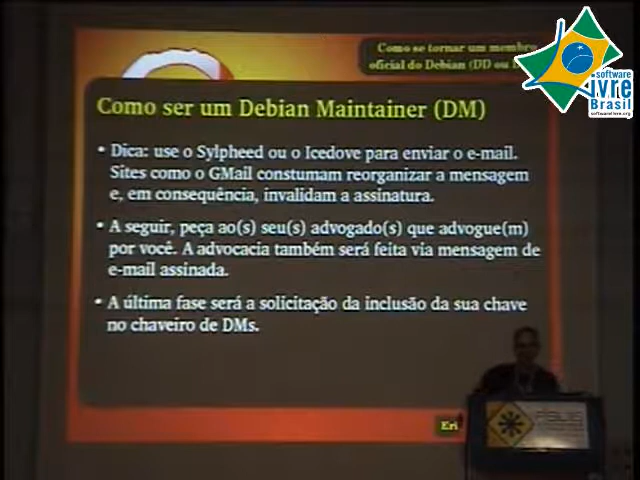 Como se tornar um membro
oficial do Debian (DD ou
software
livre
Brasil
softwarelivre.org
Como ser um Debian Maintainer (DM)
• Dica: use o Sylpheed ou o Icedove para enviar o e-mail.
Sites como o GMail constumam reorganizar a mensagem
e, em consequência, invalidam a assinatura.
• A seguir, peça ao(s) seu(s) advogado(s) que advogue(m)
por você. A advocacia também será feita via mensagem de
e-mail assinada.
• A última fase será a solicitação da inclusão da sua chave
no chaveiro de DMs.
Eri